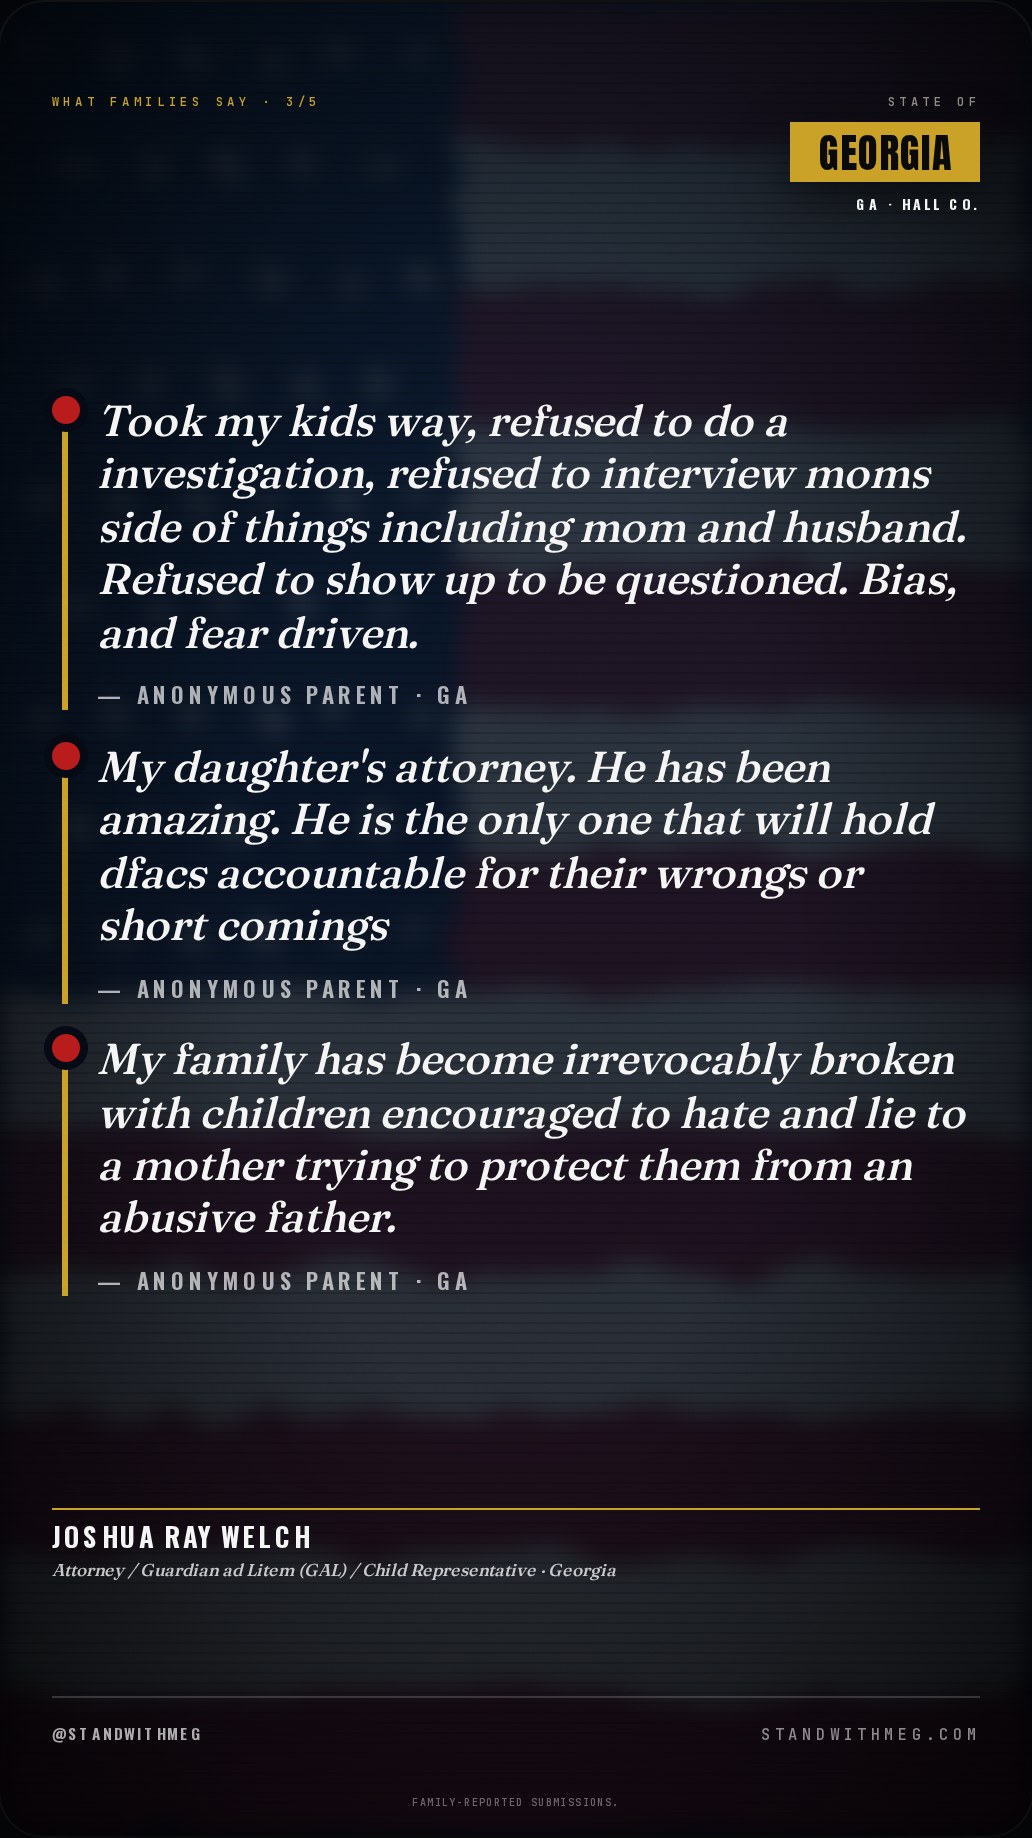 WHAT FAMILIES SAY · 3/5
STATE OF
GEORGIA
GA · HALL CO.
Took my kids way, refused to do a
investigation, refused to interview moms
side of things including mom and husband.
Refused to show up to be questioned. Bias,
and fear driven.
— ANONYMOUS PARENT · GA
My daughter's attorney. He has been
amazing. He is the only one that will hold
dfacs accountable for their wrongs or
short comings
— ANONYMOUS PARENT · GA
My family has become irrevocably broken
with children encouraged to hate and lie to
a mother trying to protect them from an
abusive father.
— ANONYMOUS PARENT · GA
JOSHUA RAY WELCH
Attorney / Guardian ad Litem (GAL) / Child Representative · Georgia
@STANDWITHMEG
STANDWITHMEG.COM
FAMILY-REPORTED SUBMISSIONS.